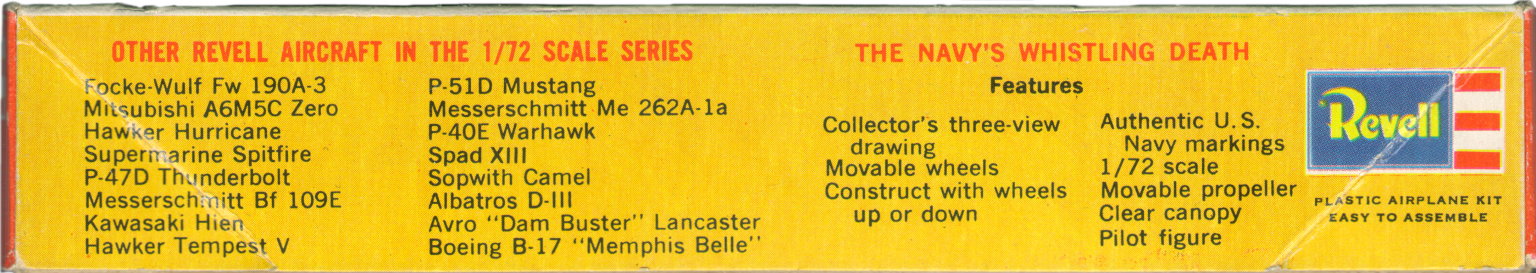 OTHER REVELL AIRCRAFT IN THE 1/72 SCALE SERIES
Focke-Wulf Fw 190A-3
Mitsubishi A6M5C Zero
Hawker Hurricane
Supermarine Spitfire
P-47D Thunderbolt
Messerschmitt Bf 109E
Kawasaki Hien
Hawker Tempest V
P-51D Mustang
Messerschmitt Me 262A-1a
P-40E Warhawk
Spad XIII
Sopwith Camel
Albatros D-III
Avro "Dam Buster" Lancaster
Boeing B-17 "Memphis Belle"
THE NAVY'S WHISTLING DEATH
Features
Collector's three-view
drawing
Movable wheels
Construct with wheels
up or down
Authentic U.S.
Navy markings
1/72 scale
Movable propeller
Clear canopy
Pilot figure
Revell
PLASTIC AIRPLANE KIT
EASY TO ASSEMBLE